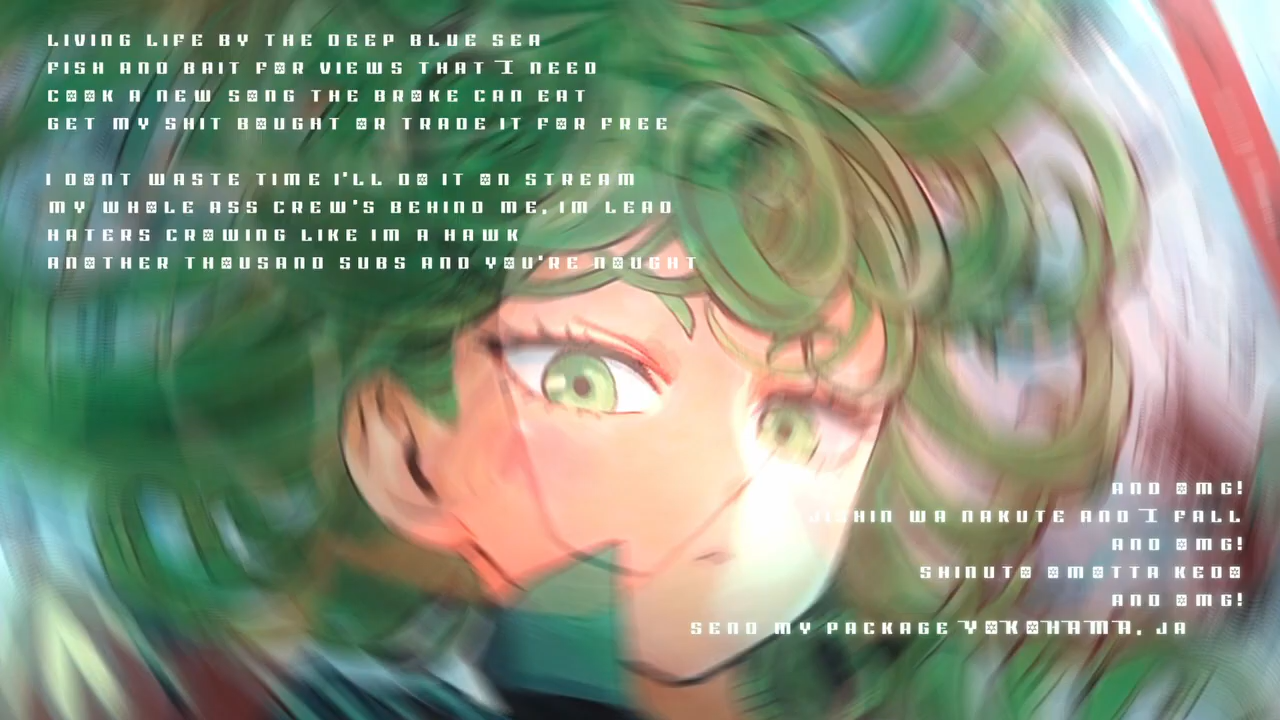 LIVING LIFE BY THE DEEP BLUE SEA
FISH AND BAIT FOR VIEWS THAT I NEED
COOK A NEW SONG THE BROKE CAN EAT
GET MY SHIT BOUGHT OR TRADE IT FOR FREE
I DONT WASTE TIME I'LL DO IT ON STREAM
MY WHOLE ASS CREW'S BEHIND ME, IM LEAD
HATERS CROWING LIKE IM A HAWK
ANOTHER THOUSAND SUBS AND YOU'RE NOUGHT
AND OMG!
JISHIN WA NAKUTE AND I FALL
AND OMG!
SHINUTO OMOTTA KEDO
AND OMG!
SEND MY PACKAGE YOKOHAMA, JA